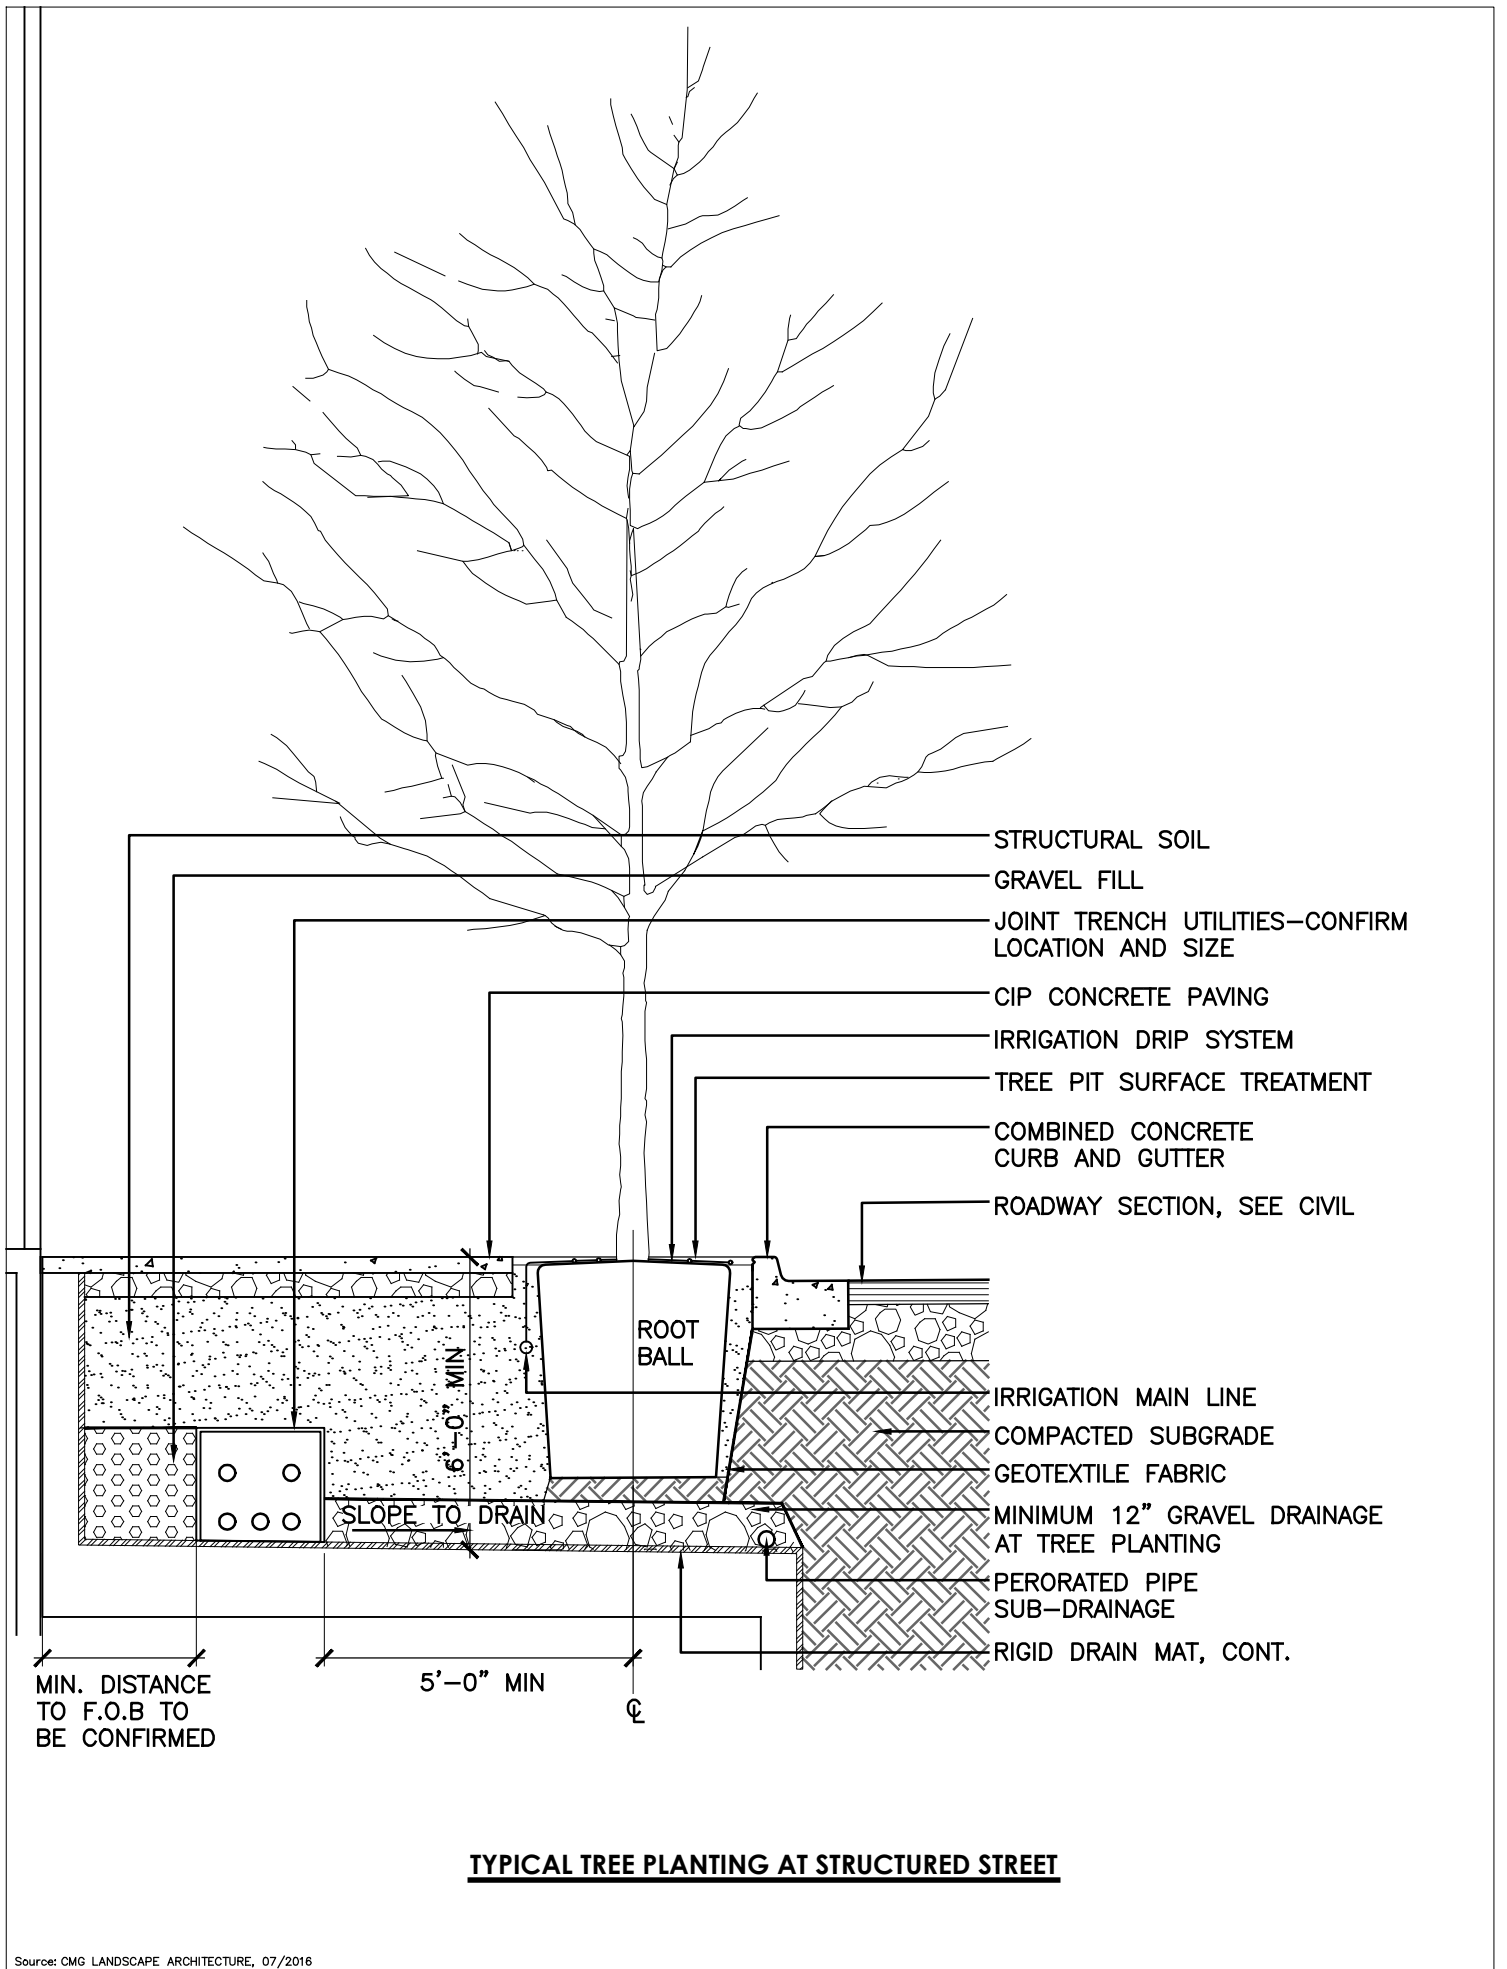 STRUCTURAL SOIL
GRAVEL FILL
JOINT TRENCH UTILITIES-CONFIRM
LOCATION AND SIZE
CIP CONCRETE PAVING
IRRIGATION DRIP SYSTEM
TREE PIT SURFACE TREATMENT
COMBINED CONCRETE
CURB AND GUTTER
ROADWAY SECTION, SEE CIVIL
ROOT
BALL
6'-0" MIN
IRRIGATION MAIN LINE
COMPACTED SUBGRADE
GEOTEXTILE FABRIC
SLOPE TO DRAIN
MINIMUM 12" GRAVEL DRAINAGE
AT TREE PLANTING
PERORATED PIPE
SUB-DRAINAGE
RIGID DRAIN MAT, CONT.
MIN. DISTANCE
TO F.O.B TO
BE CONFIRMED
5'-0" MIN
℄
TYPICAL TREE PLANTING AT STRUCTURED STREET
Source: CMG LANDSCAPE ARCHITECTURE, 07/2016